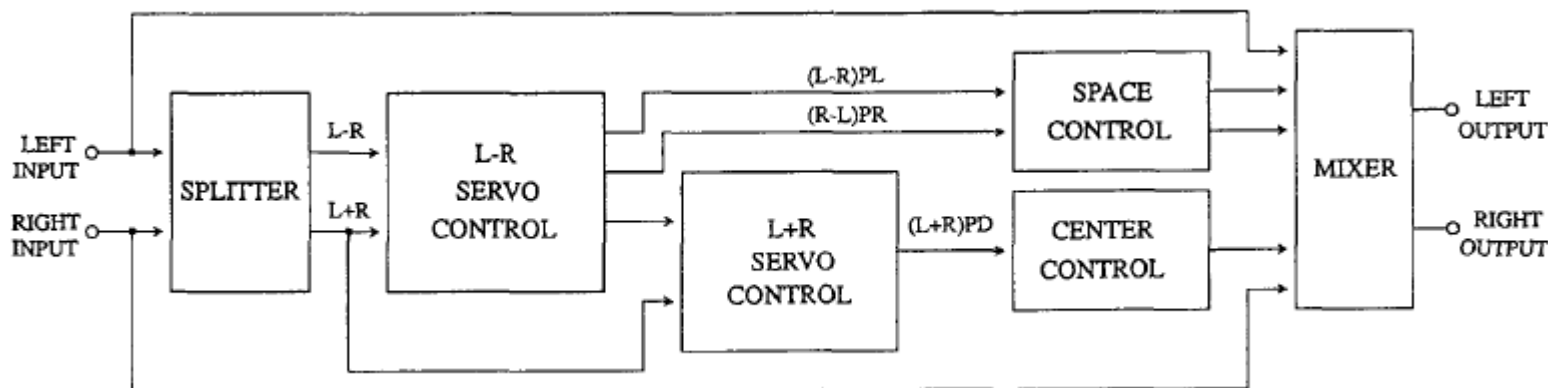 LEFT
INPUT
RIGHT
INPUT
SPLITTER
L-R
L+R
L-R
SERVO
CONTROL
(L-R)PL
(R-L)PR
L+R
SERVO
CONTROL
(L+R)PD
SPACE
CONTROL
CENTER
CONTROL
MIXER
LEFT
OUTPUT
RIGHT
OUTPUT